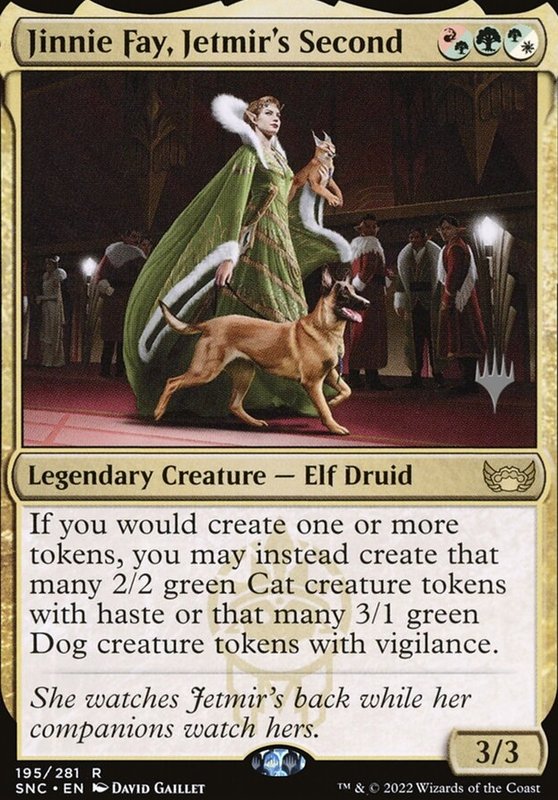 Jinnie Fay, Jetmir's Second
Legendary Creature — Elf Druid
If you would create one or more
tokens, you may instead create that
many 2/2 green Cat creature tokens
with haste or that many 3/1 green
Dog creature tokens with vigilance.
She watches Jetmir's back while her
companions watch hers.
3/3
195/281 R
SNC • EN DAVID GAILLET
™ & © 2022 Wizards of the Coast